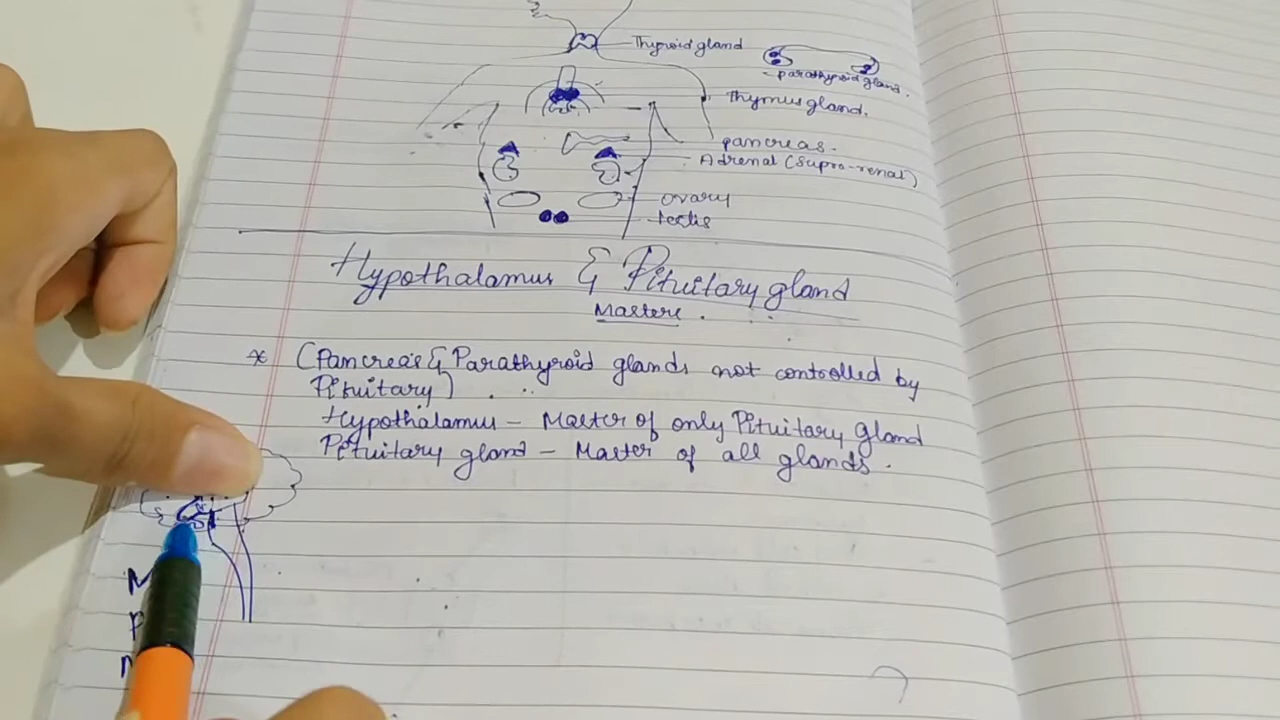 Thyroid gland
parathyroid gland.
Thymus gland.
pancreas.
Adrenal (Supra-renal)
ovary
testis
Hypothalamus & Pituitary gland
Master
* (Pancreas & Parathyroid glands not controlled by
Pituitary)
Hypothalamus - Master of only Pituitary Gland
Pituitary gland - Master of all glands.
M
P